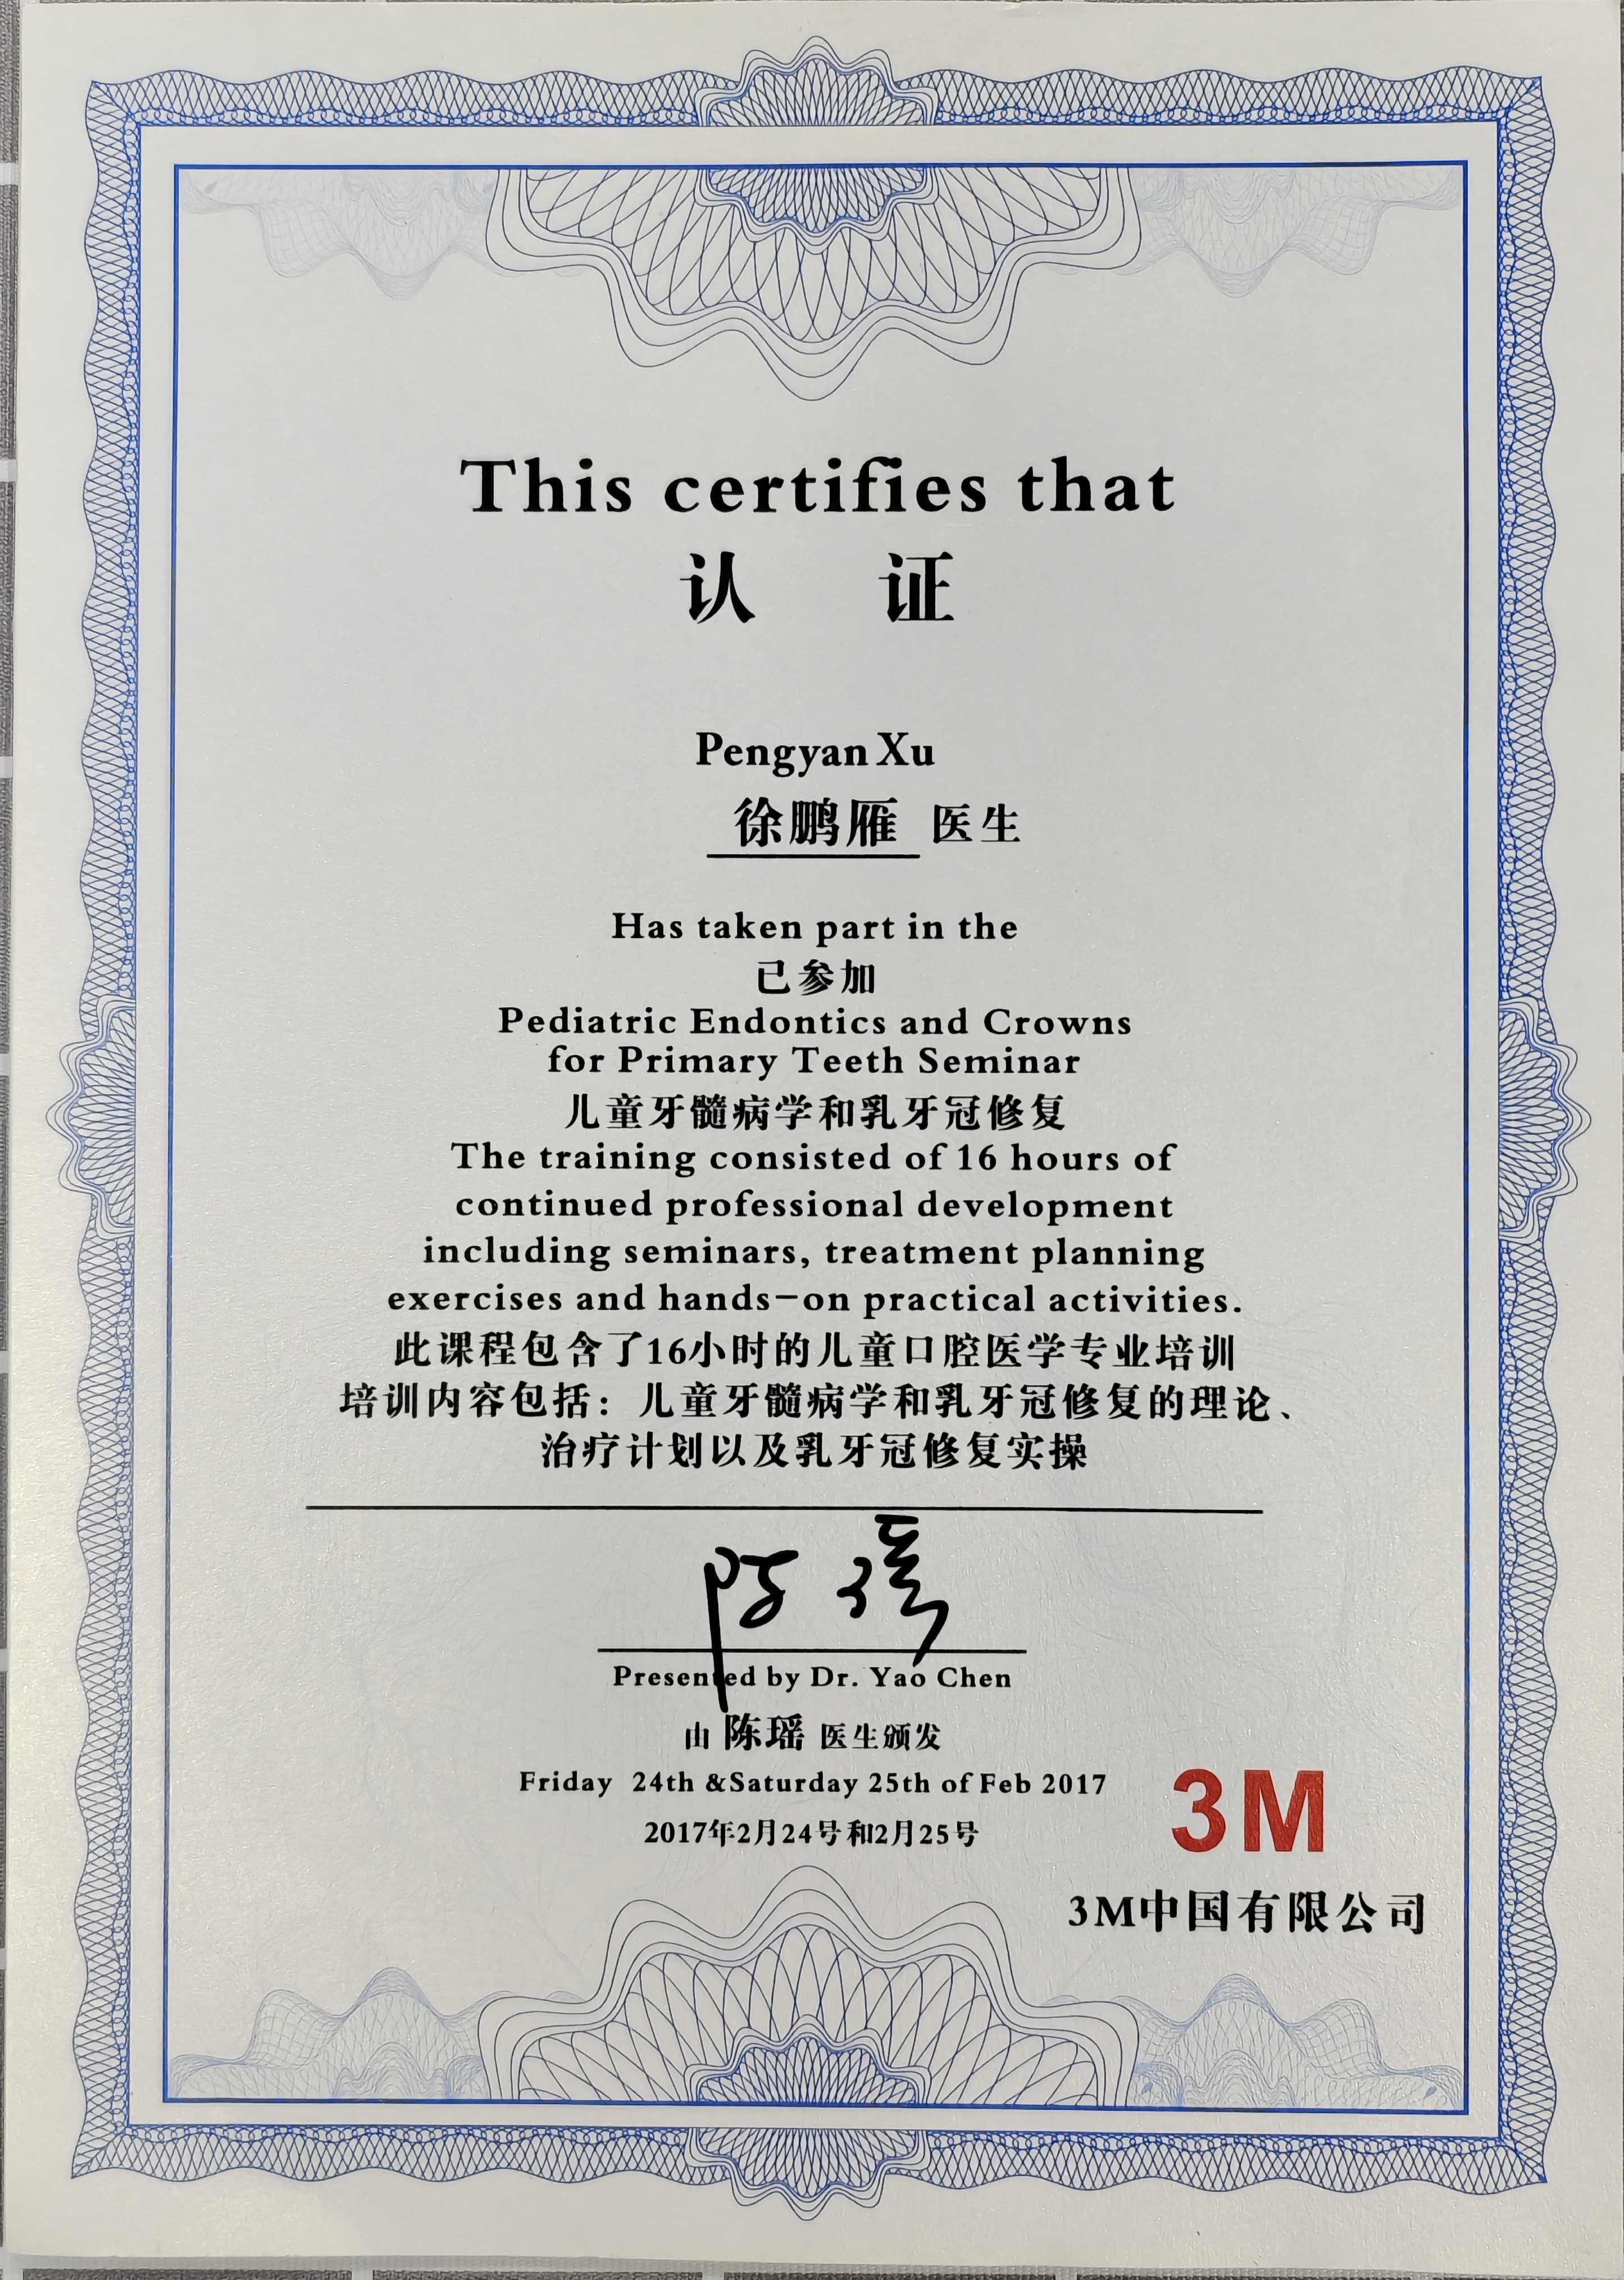 This certifies that
认 证
Pengyan Xu
徐鹏雁 医生
Has taken part in the
已参加
Pediatric Endontics and Crowns
for Primary Teeth Seminar
儿童牙髓病学和乳牙冠修复
The training consisted of 16 hours of
continued professional development
including seminars, treatment planning
exercises and hands-on practical activities.
此课程包含了16小时的儿童口腔医学专业培训
培训内容包括：儿童牙髓病学和乳牙冠修复的理论、
治疗计划以及乳牙冠修复实操
陈瑶
Presented by Dr. Yao Chen
由 陈瑶 医生颁发
Friday 24th &Saturday 25th of Feb 2017
2017年2月24号和2月25号
3M
3M中国有限公司